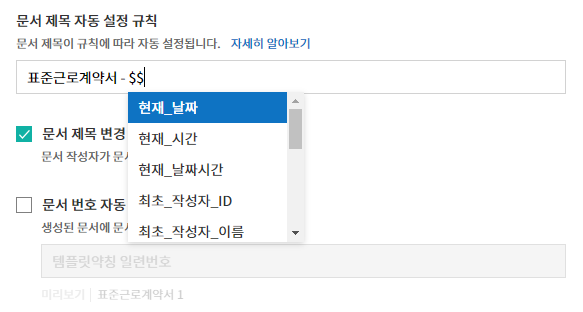 문서 제목 자동 설정 규칙
문서 제목이 규칙에 따라 자동 설정됩니다. 자세히 알아보기
표준근로계약서 - $$
현재_날짜
문서 제목 변경
현재_시간
문서 작성자가 문서
현재_날짜시간
최초_작성자_ID
문서 번호 자동
최초_작성자_이름
생성된 문서에 문서
템플릿약칭 일련번호
미리보기 | 표준근로계약서 1